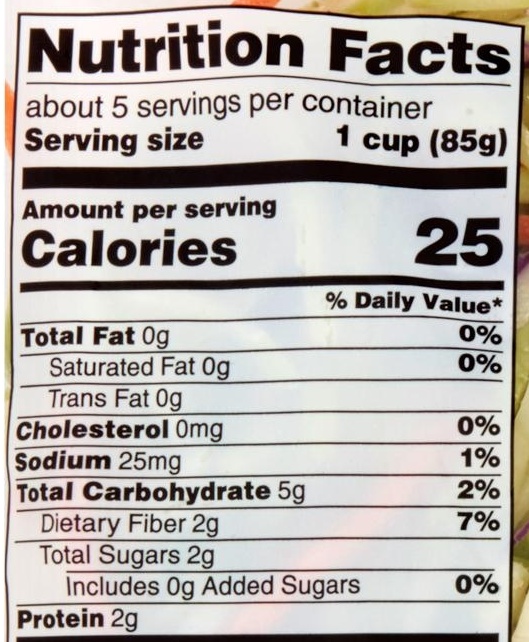 Nutrition Facts
about 5 servings per container
Serving size 1 cup (85g)
Amount per serving
Calories 25
% Daily Value*
Total Fat 0g 0%
Saturated Fat 0g 0%
Trans Fat 0g
Cholesterol 0mg 0%
Sodium 25mg 1%
Total Carbohydrate 5g 2%
Dietary Fiber 2g 7%
Total Sugars 2g
Includes 0g Added Sugars 0%
Protein 2g